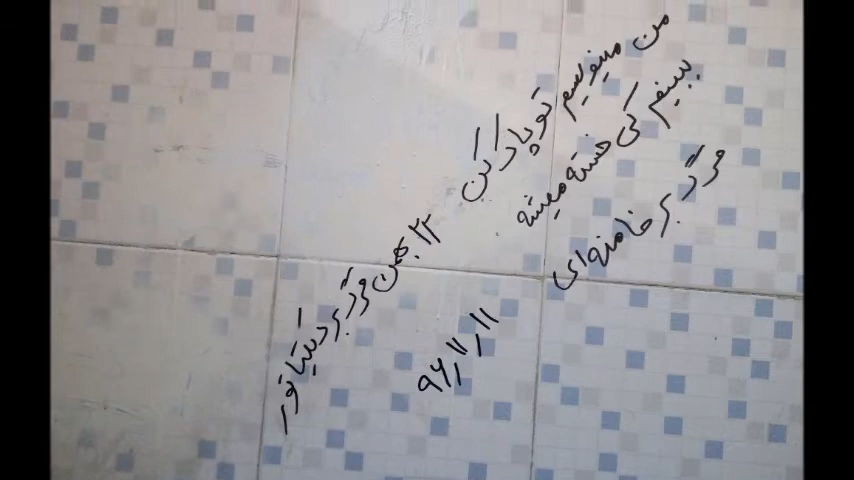 من مینویسم تو پاک کن
ببینم کی خسته میشه
مرگ بر خامنه‌ای
۲۲ بهمن مرگ بر دیکتاتور
۹۶٫۱۱٫۱۱